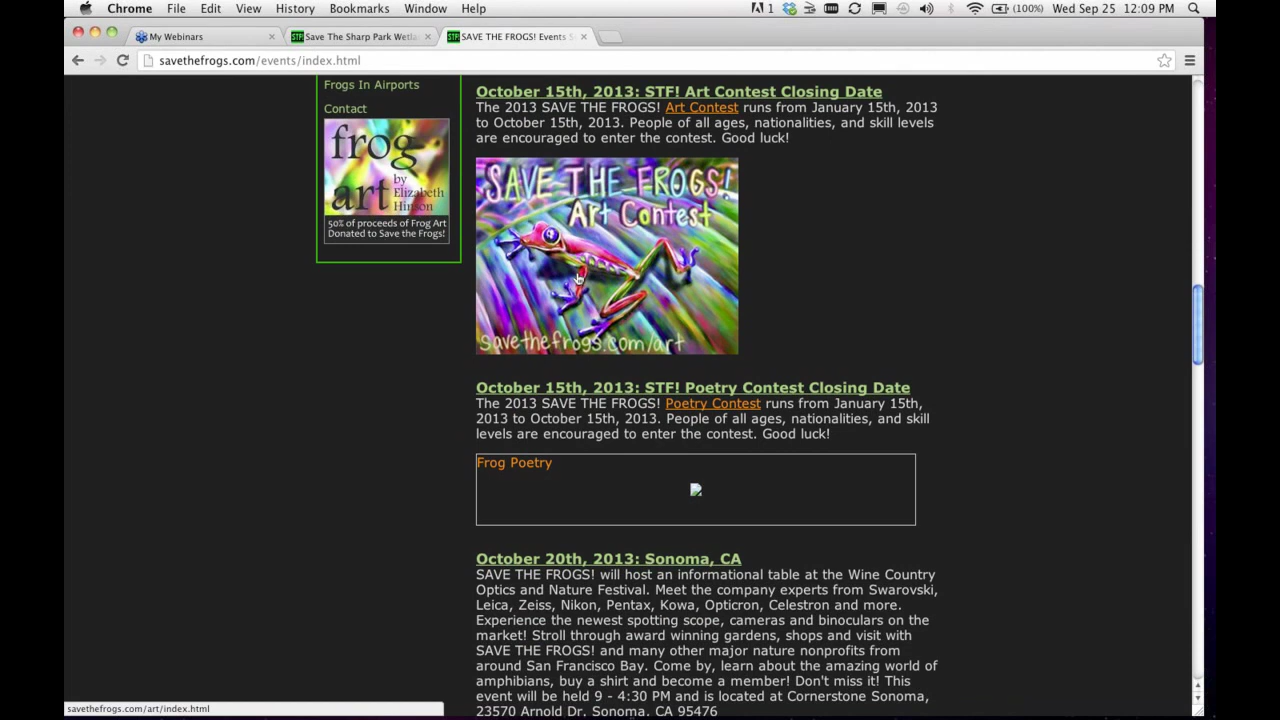 Chrome File Edit View History Bookmarks Window Help
1
(100%) Wed Sep 25 12:09 PM
My Webinars
Save The Sharp Park Wetla
SAVE THE FROGS! Events S
savethefrogs.com/events/index.html
Frogs In Airports
Contact
frog
art
by
Elizabeth
Hinson
50% of proceeds of Frog Art
Donated to Save the Frogs!
October 15th, 2013: STF! Art Contest Closing Date
The 2013 SAVE THE FROGS! Art Contest runs from January 15th, 2013
to October 15th, 2013. People of all ages, nationalities, and skill levels
are encouraged to enter the contest. Good luck!
SAVE THE FROGS!
Art Contest
savethefrogs.com/art
October 15th, 2013: STF! Poetry Contest Closing Date
The 2013 SAVE THE FROGS! Poetry Contest runs from January 15th,
2013 to October 15th, 2013. People of all ages, nationalities, and skill
levels are encouraged to enter the contest. Good luck!
Frog Poetry
October 20th, 2013: Sonoma, CA
SAVE THE FROGS! will host an informational table at the Wine Country
Optics and Nature Festival. Meet the company experts from Swarovski,
Leica, Zeiss, Nikon, Pentax, Kowa, Opticron, Celestron and more.
Experience the newest spotting scope, cameras and binoculars on the
market! Stroll through award winning gardens, shops and visit with
SAVE THE FROGS! and many other major nature nonprofits from
around San Francisco Bay. Come by, learn about the amazing world of
amphibians, buy a shirt and become a member! Don't miss it! This
event will be held 9 - 4:30 PM and is located at Cornerstone Sonoma,
23570 Arnold Dr. Sonoma, CA 95476
savethefrogs.com/art/index.html